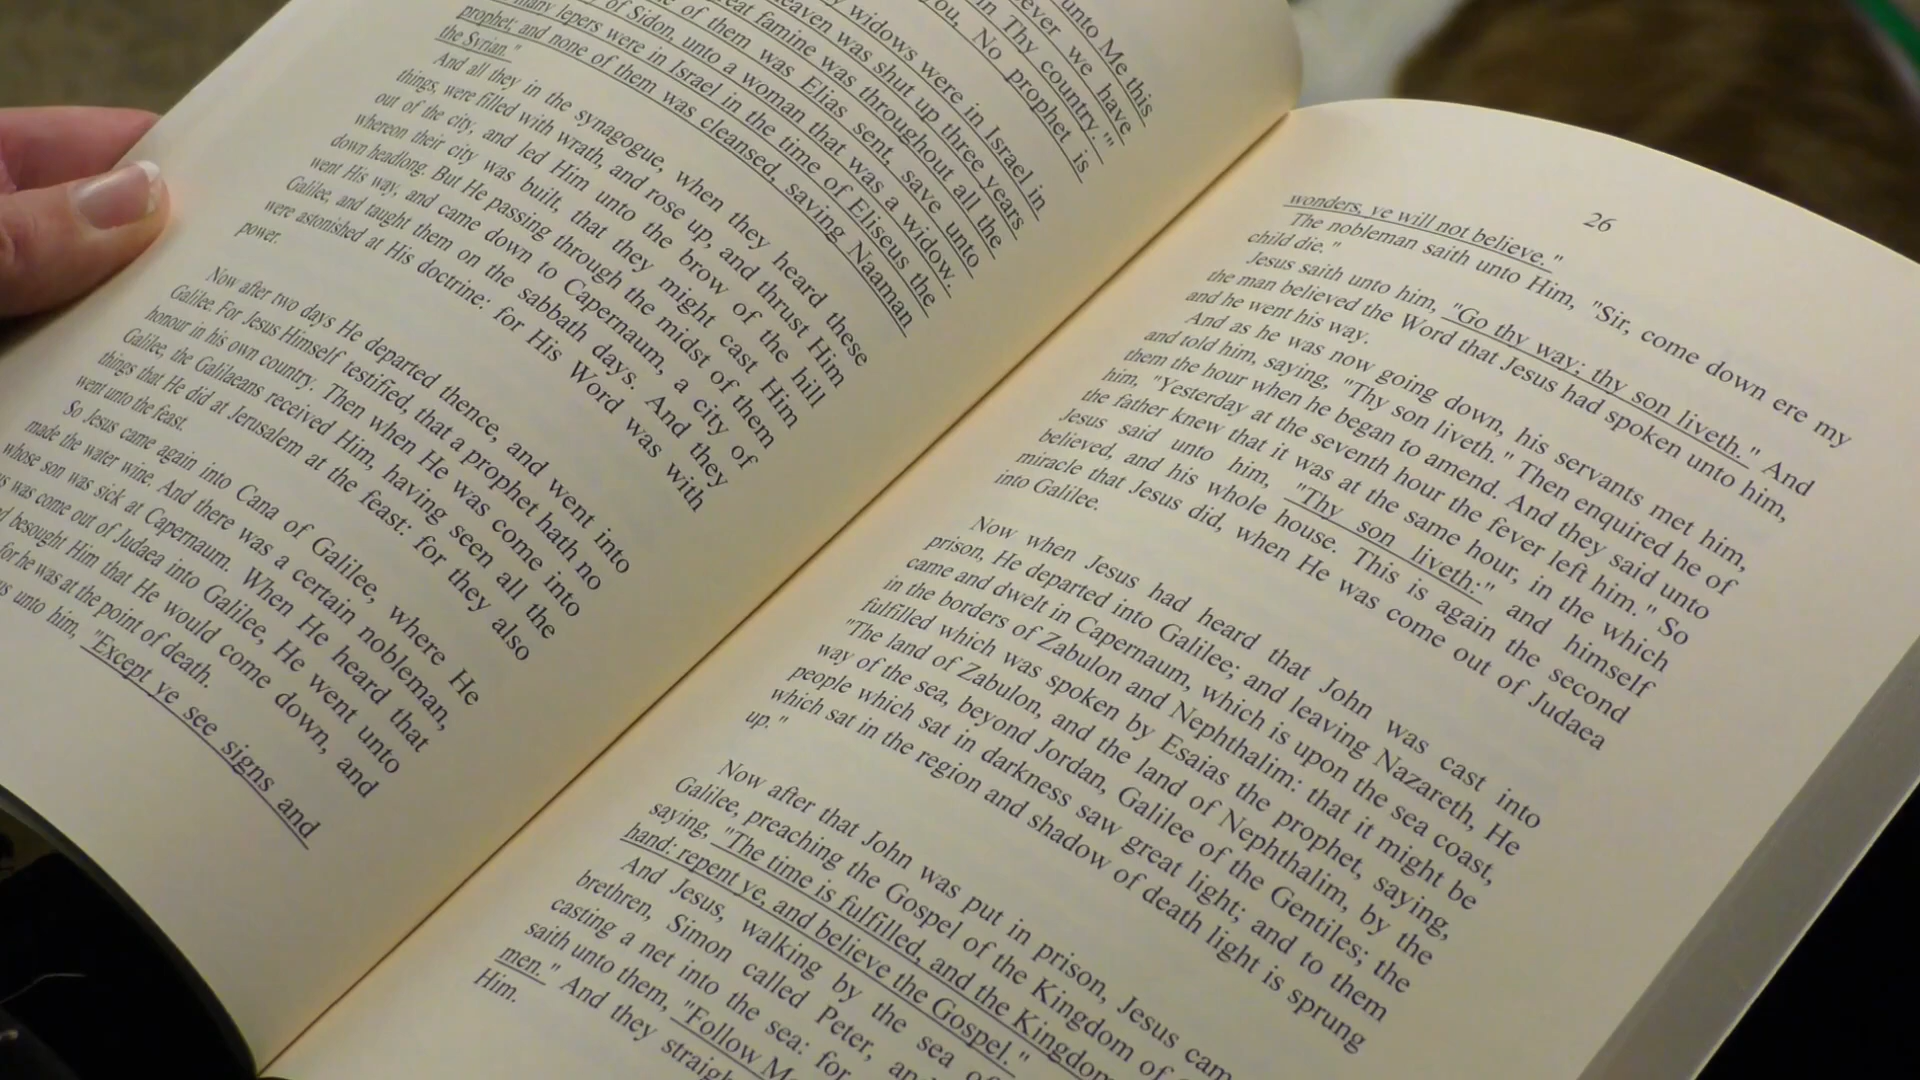 unto Me this
ever we have
in Thy country."
you, No prophet is
widows were in Israel in
heaven was shut up three years
great famine was throughout all the
of them was Elias sent, save unto
of Sidon, unto a woman that was a widow.
many lepers were in Israel in the time of Eliseus the
prophet; and none of them was cleansed, saving Naaman
the Syrian."
And all they in the synagogue, when they heard these
things, were filled with wrath, and rose up, and thrust Him
out of the city, and led Him unto the brow of the hill
whereon their city was built, that they might cast Him
down headlong. But He passing through the midst of them
went His way, and came down to Capernaum, a city of
Galilee, and taught them on the sabbath days. And they
were astonished at His doctrine: for His Word was with
power.
Now after two days He departed thence, and went into
Galilee. For Jesus Himself testified, that a prophet hath no
honour in his own country. Then when He was come into
Galilee, the Galilaeans received Him, having seen all the
things that He did at Jerusalem at the feast: for they also
went unto the feast.
So Jesus came again into Cana of Galilee, where He
made the water wine. And there was a certain nobleman,
whose son was sick at Capernaum. When He heard that
was come out of Judaea into Galilee, He went unto
besought Him that He would come down, and
for he was at the point of death.
unto him, "Except ye see signs and
26
wonders, ye will not believe."
The nobleman saith unto Him, "Sir, come down ere my
child die."
Jesus saith unto him, "Go thy way; thy son liveth." And
the man believed the Word that Jesus had spoken unto him,
and he went his way.
And as he was now going down, his servants met him,
and told him, saying, "Thy son liveth." Then enquired he of
them the hour when he began to amend. And they said unto
him, "Yesterday at the seventh hour the fever left him." So
the father knew that it was at the same hour, in the which
Jesus said unto him, "Thy son liveth:" and himself
believed, and his whole house. This is again the second
miracle that Jesus did, when He was come out of Judaea
into Galilee.
Now when Jesus had heard that John was cast into
prison, He departed into Galilee; and leaving Nazareth, He
came and dwelt in Capernaum, which is upon the sea coast,
in the borders of Zabulon and Nephthalim: that it might be
fulfilled which was spoken by Esaias the prophet, saying,
"The land of Zabulon, and the land of Nephthalim, by the
way of the sea, beyond Jordan, Galilee of the Gentiles; the
people which sat in darkness saw great light; and to them
which sat in the region and shadow of death light is sprung
up."
Now after that John was put in prison, Jesus cam
Galilee, preaching the Gospel of the Kingdom of
saying, "The time is fulfilled, and the Kingdom
hand: repent ye, and believe the Gospel."
And Jesus, walking by the sea of
brethren, Simon called Peter, an
casting a net into the sea: for
saith unto them, "Follow M
men." And they straigh
Him.